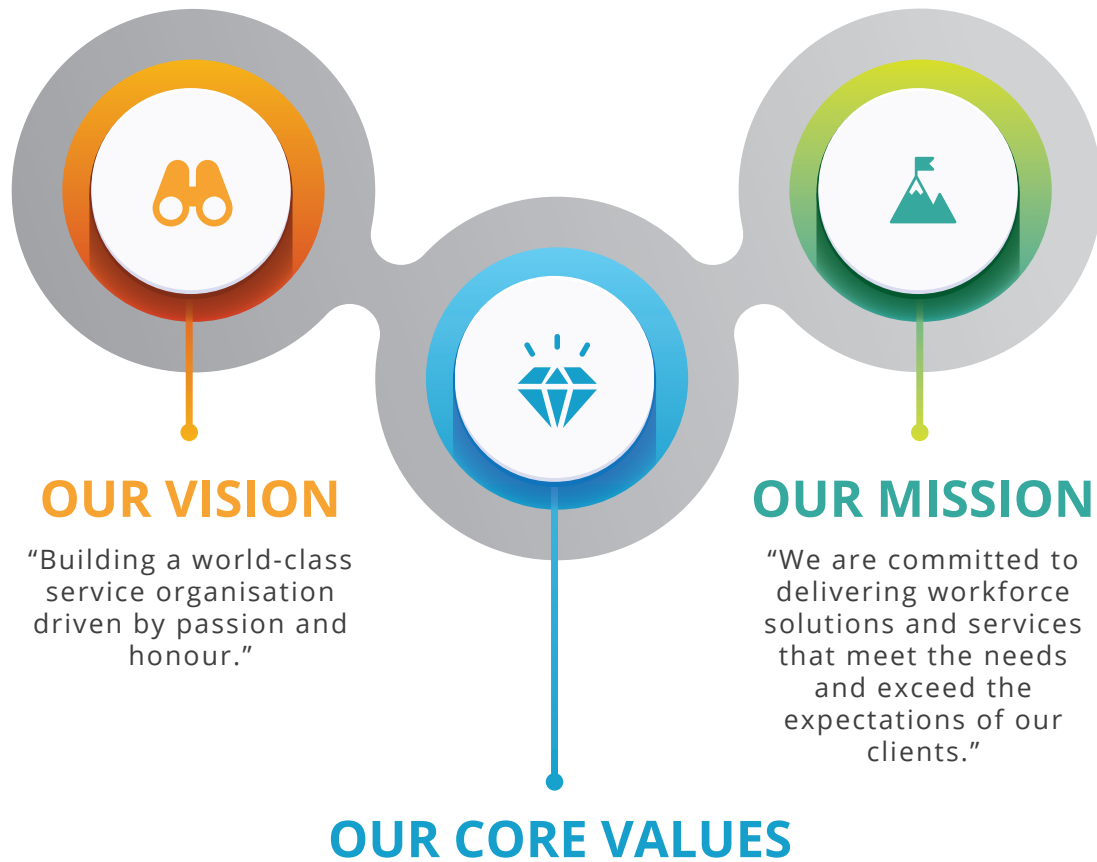 OUR VISION
“Building a world-class
service organisation
driven by passion and
honour.”
OUR MISSION
“We are committed to
delivering workforce
solutions and services
that meet the needs
and exceed the
expectations of our
clients.”
OUR CORE VALUES